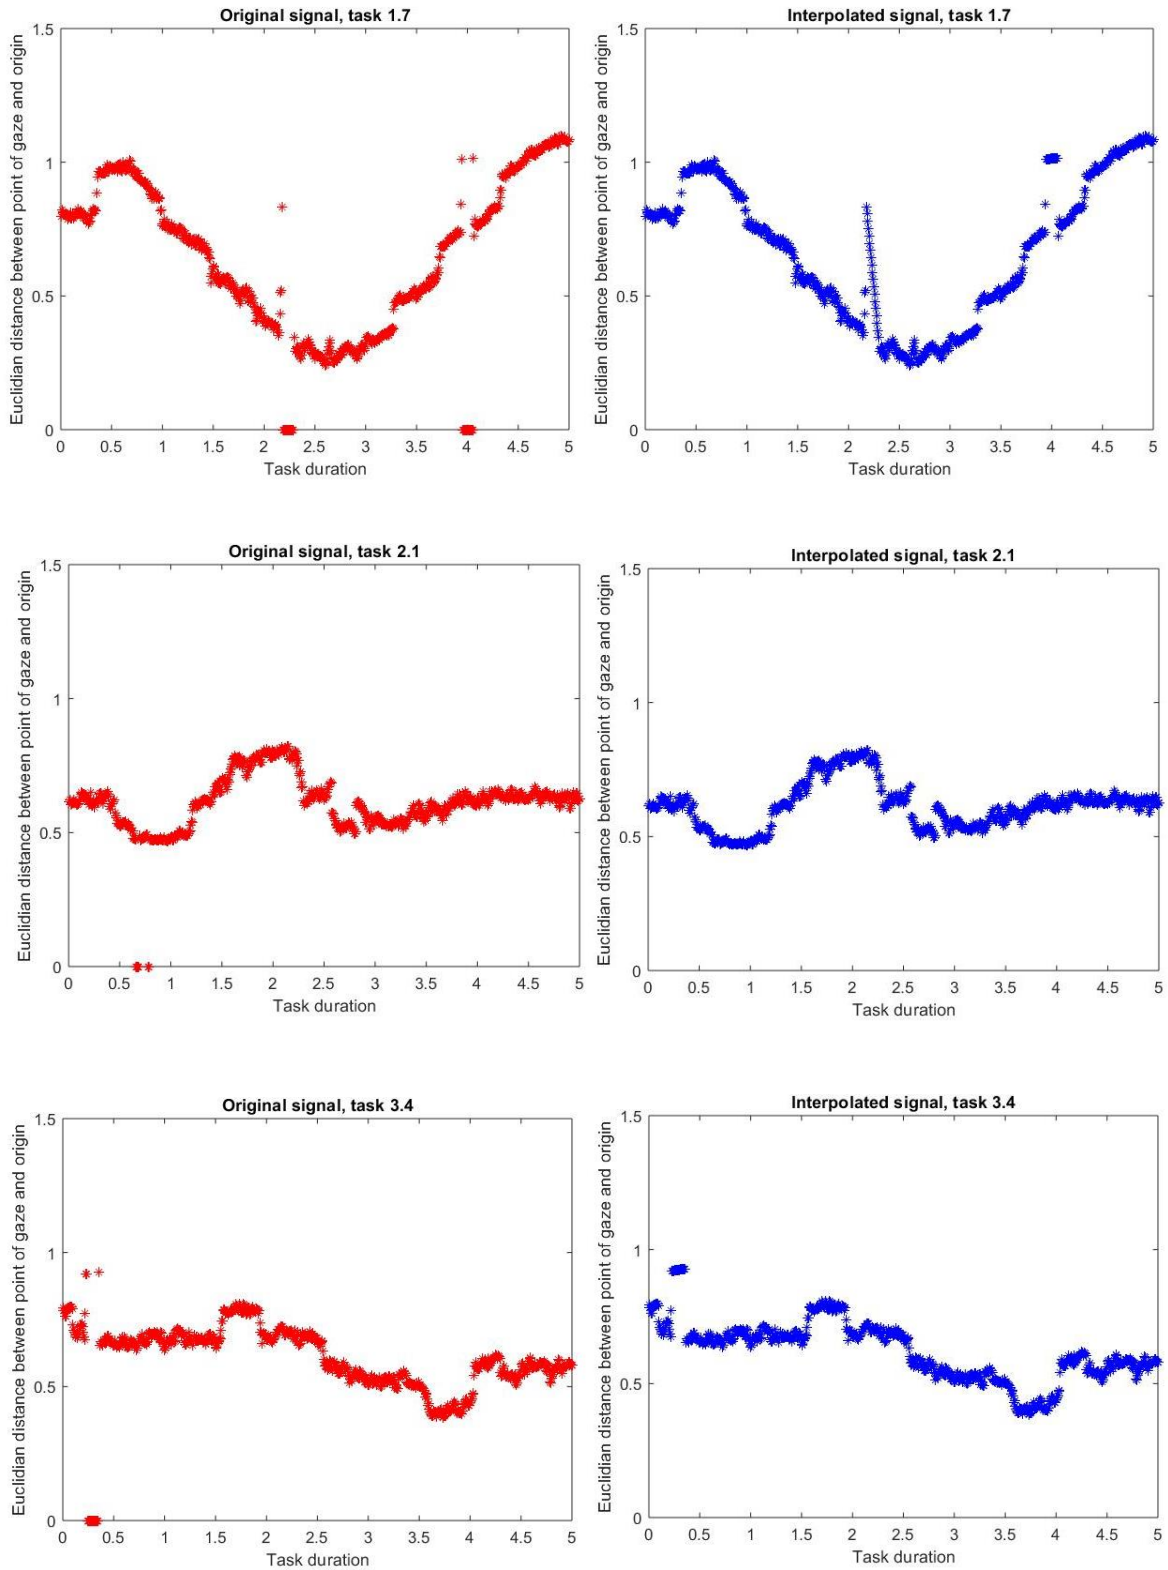 Original signal, task 1.7
Euclidian distance between point of gaze and origin
1.5
1
0.5
0
0 0.5 1 1.5 2 2.5 3 3.5 4 4.5 5
Task duration
Interpolated signal, task 1.7
Euclidian distance between point of gaze and origin
1.5
1
0.5
0
0 0.5 1 1.5 2 2.5 3 3.5 4 4.5 5
Task duration
Original signal, task 2.1
Euclidian distance between point of gaze and origin
1.5
1
0.5
0
0 0.5 1 1.5 2 2.5 3 3.5 4 4.5 5
Task duration
Interpolated signal, task 2.1
Euclidian distance between point of gaze and origin
1.5
1
0.5
0
0 0.5 1 1.5 2 2.5 3 3.5 4 4.5 5
Task duration
Original signal, task 3.4
Euclidian distance between point of gaze and origin
1.5
1
0.5
0
0 0.5 1 1.5 2 2.5 3 3.5 4 4.5 5
Task duration
Interpolated signal, task 3.4
Euclidian distance between point of gaze and origin
1.5
1
0.5
0
0 0.5 1 1.5 2 2.5 3 3.5 4 4.5 5
Task duration